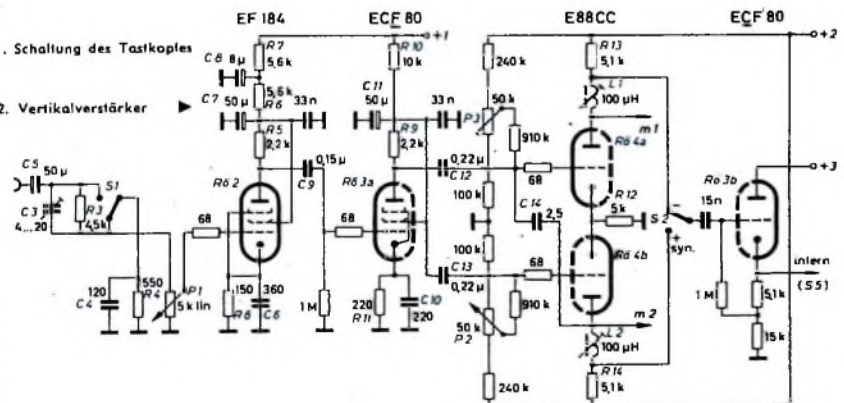 EF 184
ECF 80
E88CC
ECF 80
. Schaltung des Tastkopfes
2. Vertikalverstärker
C8 8µ
R7
5,6k
5,6k
R6
C7 50µ
33n
R5
2,2k
+1
R10
10k
C11
50µ
33n
R9
2,2k
C5
50µ
S1
C3
4...20
R3
4,5k
C4
120
550
R4
P1
5k lin
68
Rö 2
150
R8
360
C6
0,15µ
C9
68
1M
Rö 3a
220
R11
C10
220
0,22µ
C12
C13
0,22µ
240k
50k
P3
910k
100k
100k
C14
2,5
68
68
50k
P2
910k
240k
R13
5,1k
L1
100 µH
m1
Rö 4a
R12
5k
Rö 4b
m2
L2
100 µH
R14
5,1k
S2
-
+
syn.
15n
1M
Rö 3b
+2
+3
intern
(S5)
5,1k
15k